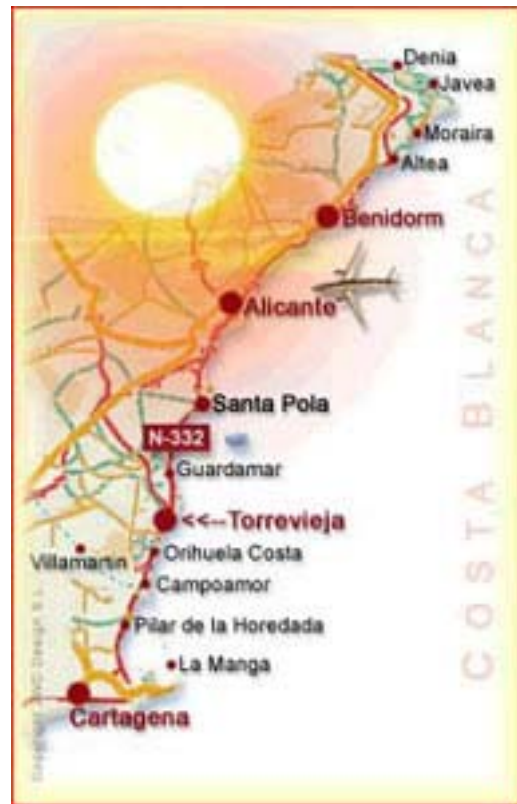 Denia
Javea
Moraira
Altea
Benidorm
Alicante
Santa Pola
N-332
Guardamar
<<--Torrevieja
Orihuela Costa
Villamartin
Campoamor
Pilar de la Horedada
La Manga
Cartagena
COSTA BLANCA